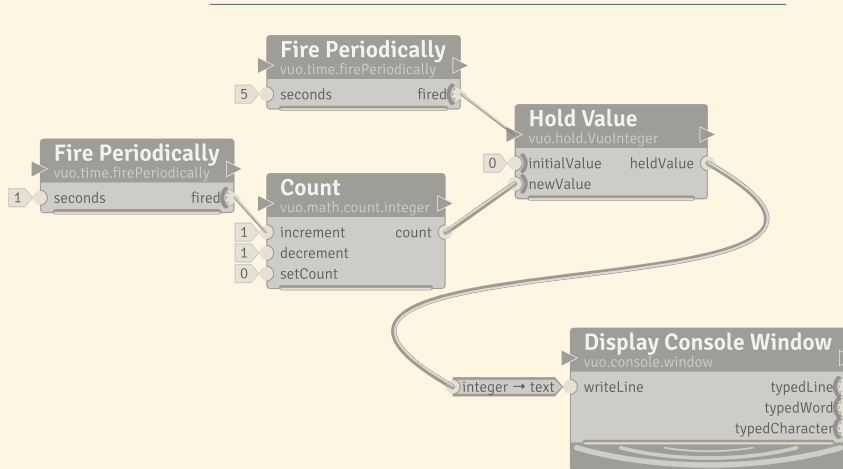 Fire Periodically
vuo.time.firePeriodically
5 seconds fired
Hold Value
vuo.hold.VuoInteger
0 initialValue heldValue
newValue
Fire Periodically
vuo.time.firePeriodically
1 seconds fired
Count
vuo.math.count.integer
1 increment count
1 decrement
0 setCount
integer → text
Display Console Window
vuo.console.window
writeLine typedLine
typedWord
typedCharacter